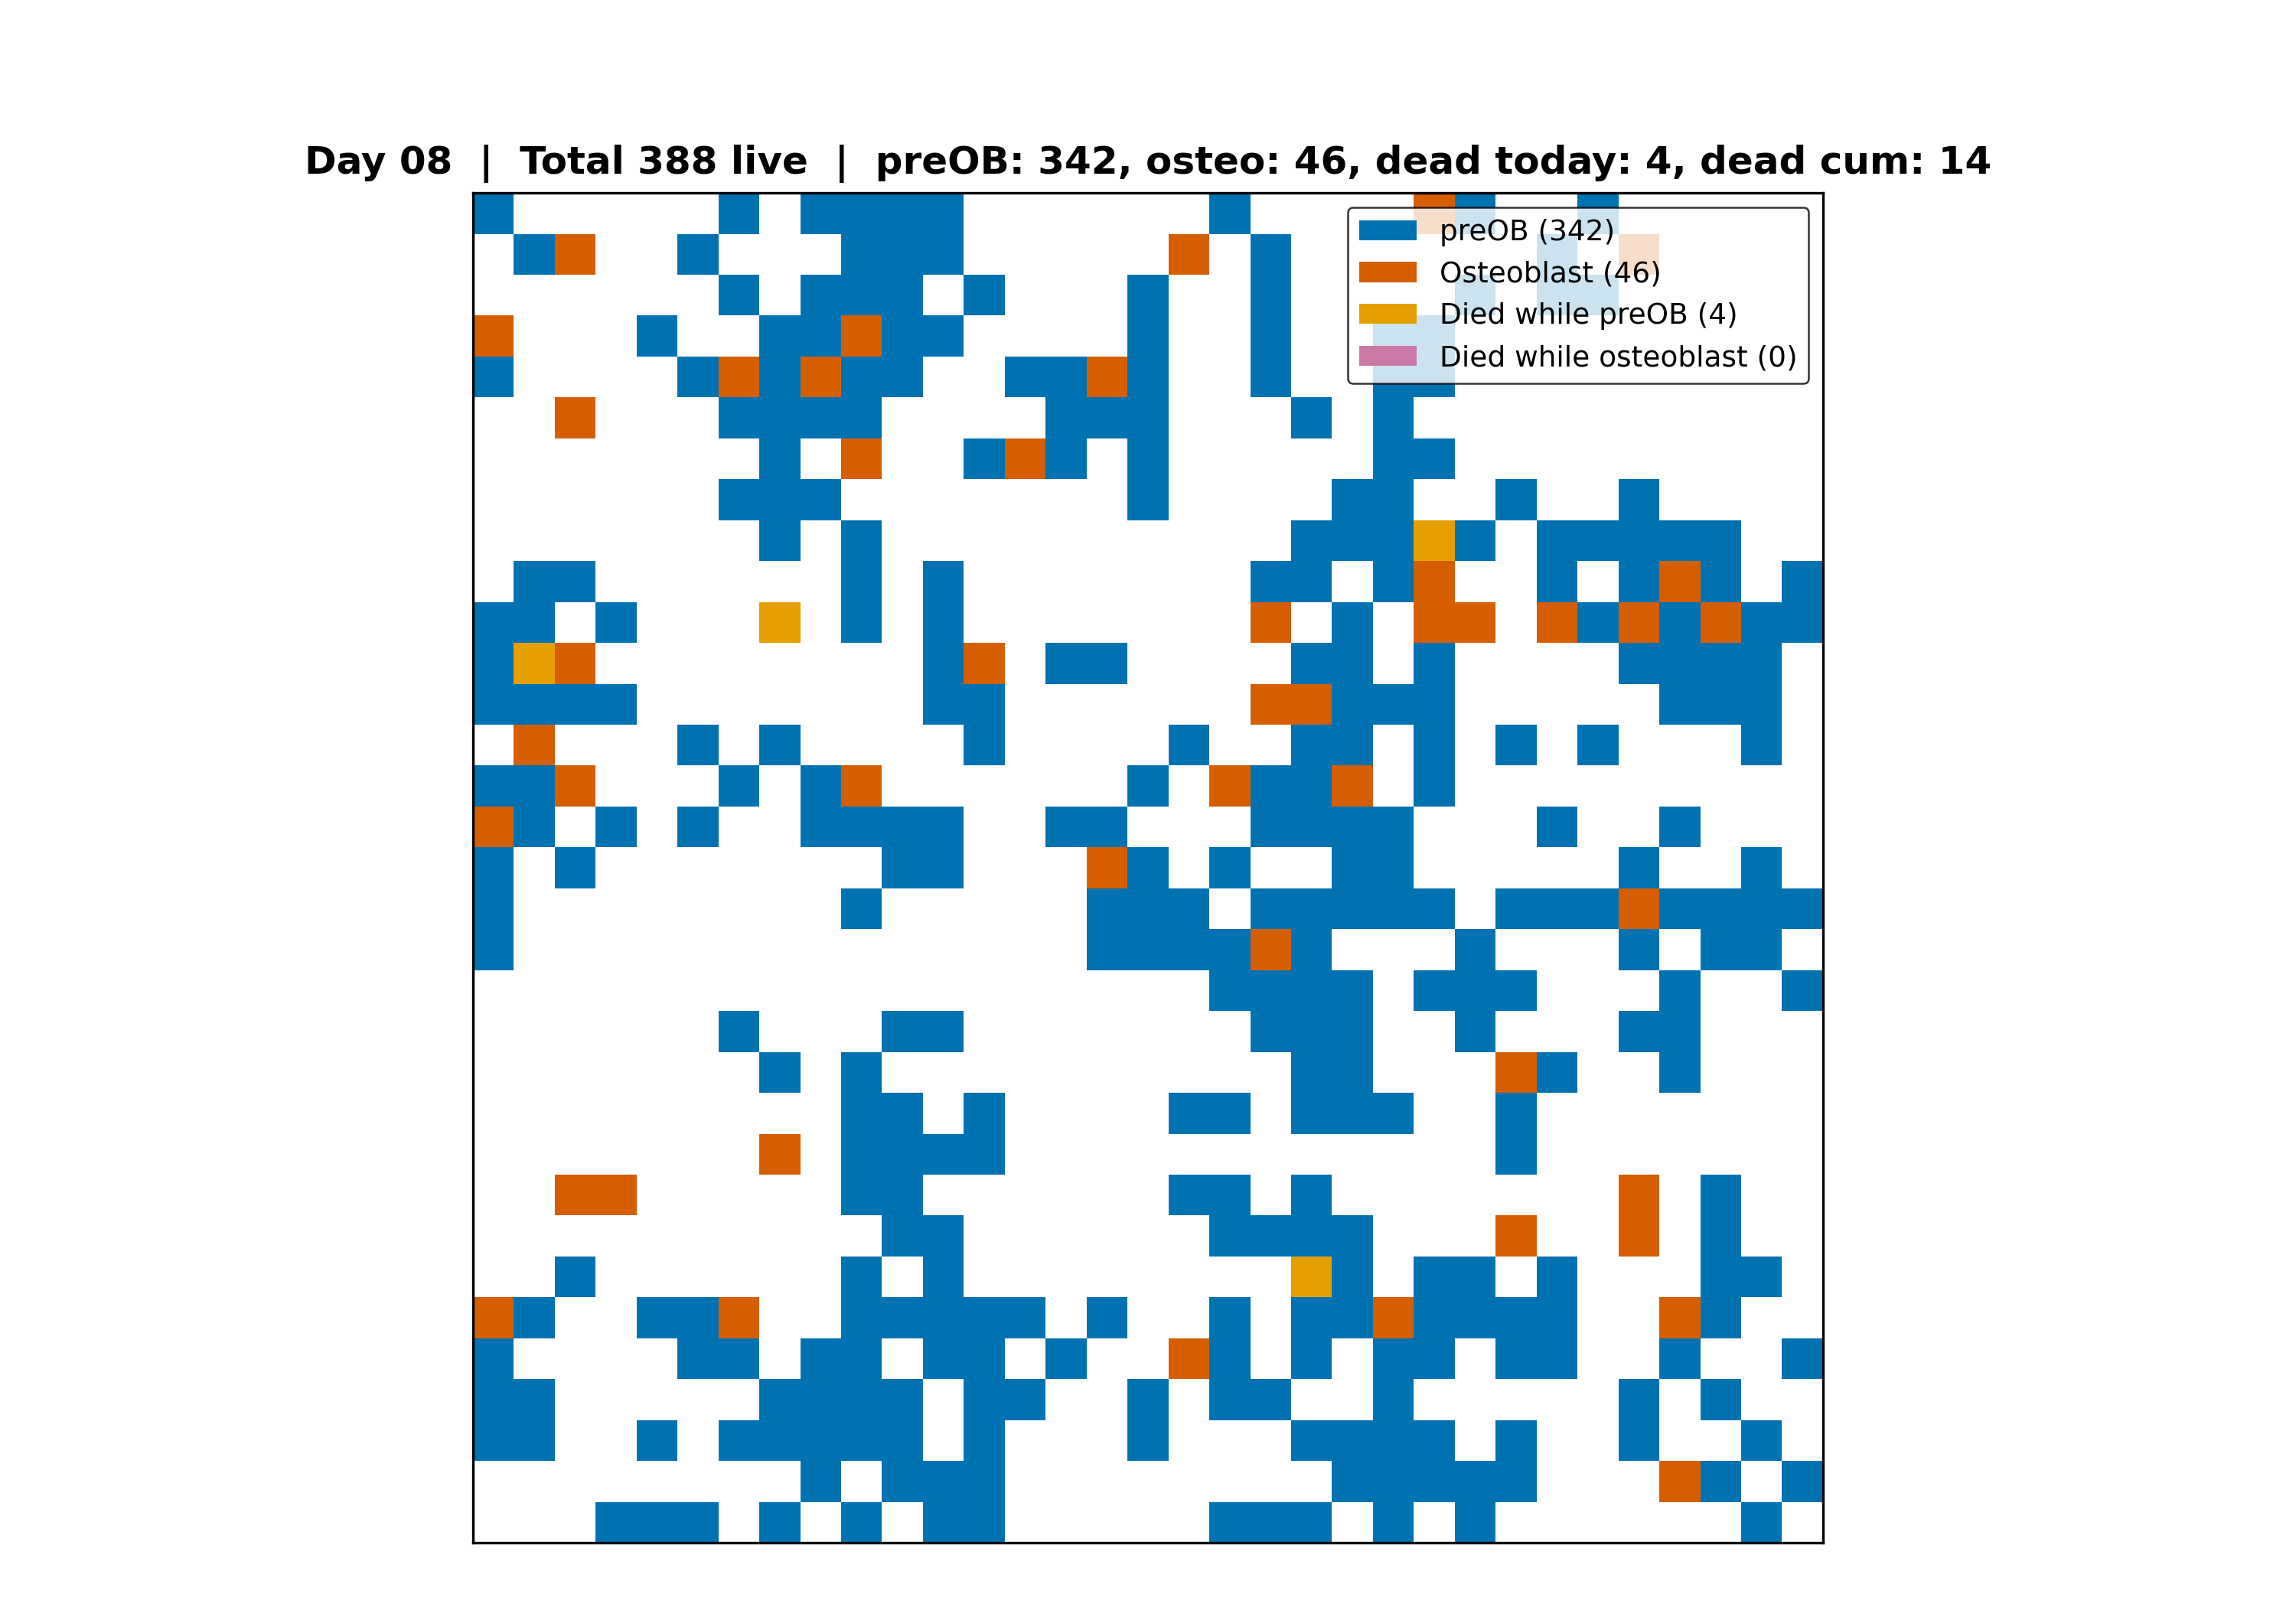 Day 08 | Total 388 live | preOB: 342, osteo: 46, dead today: 4, dead cum: 14
preOB (342)
Osteoblast (46)
Died while preOB (4)
Died while osteoblast (0)